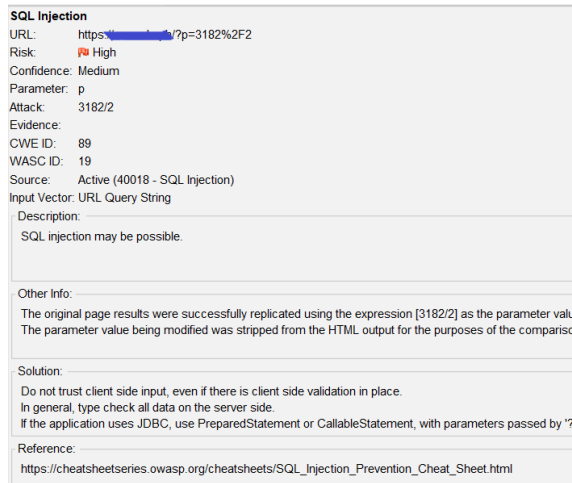 SQL Injection
URL: https:/ /?p=3182%2F2
Risk: High
Confidence: Medium
Parameter: p
Attack: 3182/2
Evidence:
CWE ID: 89
WASC ID: 19
Source: Active (40018 - SQL Injection)
Input Vector: URL Query String
Description:
SQL injection may be possible.
Other Info:
The original page results were successfully replicated using the expression [3182/2] as the parameter valu
The parameter value being modified was stripped from the HTML output for the purposes of the compariso
Solution:
Do not trust client side input, even if there is client side validation in place.
In general, type check all data on the server side.
If the application uses JDBC, use PreparedStatement or CallableStatement, with parameters passed by '?
Reference:
https://cheatsheetseries.owasp.org/cheatsheets/SQL_Injection_Prevention_Cheat_Sheet.html